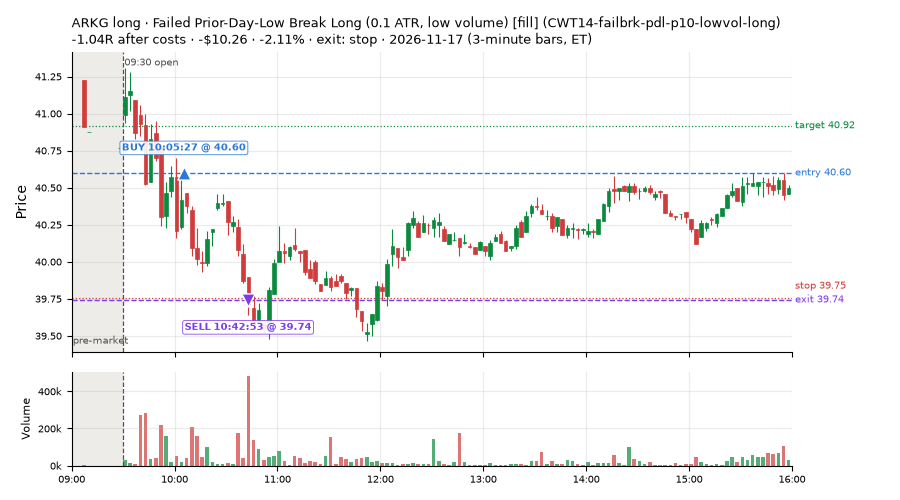 ARKG long · Failed Prior-Day-Low Break Long (0.1 ATR, low volume) [fill] (CWT14-failbrk-pdl-p10-lowvol-long)
-1.04R after costs · -$10.26 · -2.11% · exit: stop · 2026-11-17 (3-minute bars, ET)
09:30 open
41.25
41.00
40.75
40.50
40.25
40.00
39.75
39.50
Price
target 40.92
BUY 10:05:27 @ 40.60
entry 40.60
stop 39.75
exit 39.74
SELL 10:42:53 @ 39.74
pre-market
400k
200k
0k
Volume
09:00
10:00
11:00
12:00
13:00
14:00
15:00
16:00